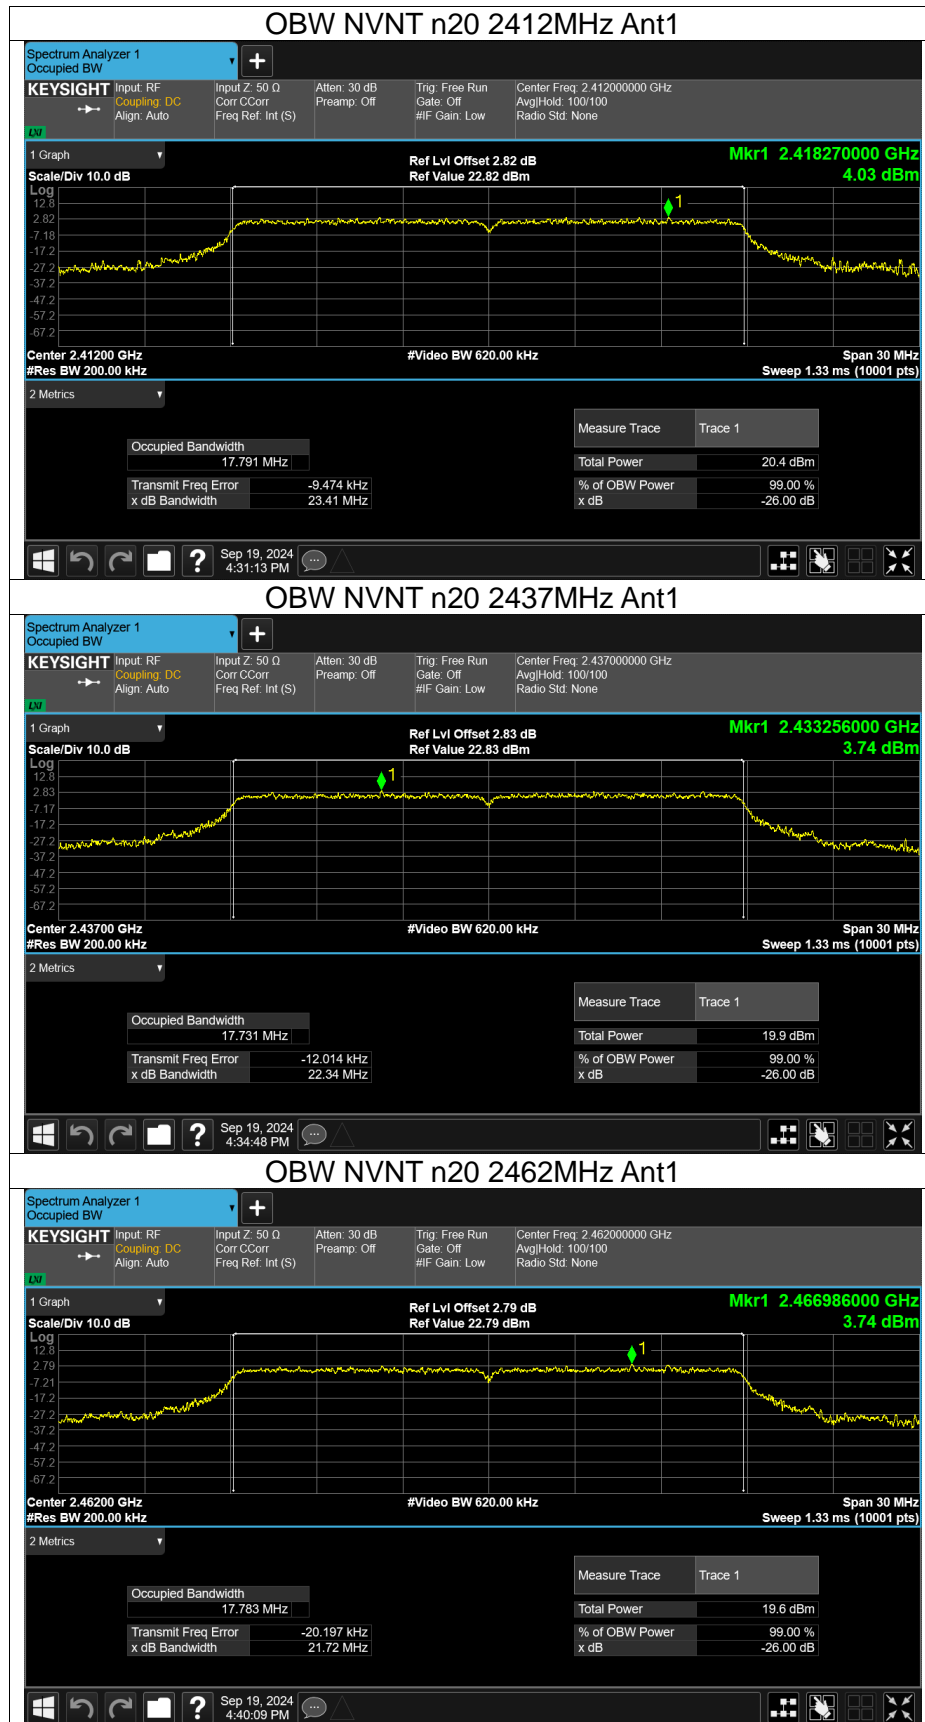 OBW NVNT n20 2412MHz Ant1
Spectrum Analyzer 1
Occupied BW
KEYSIGHT
Input: RF
Coupling: DC
Align: Auto
Input Z: 50 Ω
Corr CCorr
Freq Ref: Int (S)
Atten: 30 dB
Preamp: Off
Trig: Free Run
Gate: Off
#IF Gain: Low
Center Freq: 2.412000000 GHz
Avg|Hold: 100/100
Radio Std: None
LXI
1 Graph
Scale/Div 10.0 dB
Ref Lvl Offset 2.82 dB
Ref Value 22.82 dBm
Mkr1 2.418270000 GHz
4.03 dBm
Log
12.8
2.82
-7.18
-17.2
-27.2
-37.2
-47.2
-57.2
-67.2
1
Center 2.41200 GHz
#Res BW 200.00 kHz
#Video BW 620.00 kHz
Span 30 MHz
Sweep 1.33 ms (10001 pts)
2 Metrics
Measure Trace Trace 1
Occupied Bandwidth
17.791 MHz
Total Power 20.4 dBm
Transmit Freq Error -9.474 kHz
x dB Bandwidth 23.41 MHz
% of OBW Power 99.00 %
x dB -26.00 dB
?
Sep 19, 2024
4:31:13 PM
OBW NVNT n20 2437MHz Ant1
Spectrum Analyzer 1
Occupied BW
KEYSIGHT
Input: RF
Coupling: DC
Align: Auto
Input Z: 50 Ω
Corr CCorr
Freq Ref: Int (S)
Atten: 30 dB
Preamp: Off
Trig: Free Run
Gate: Off
#IF Gain: Low
Center Freq: 2.437000000 GHz
Avg|Hold: 100/100
Radio Std: None
LXI
1 Graph
Scale/Div 10.0 dB
Ref Lvl Offset 2.83 dB
Ref Value 22.83 dBm
Mkr1 2.433256000 GHz
3.74 dBm
Log
12.8
2.83
-7.17
-17.2
-27.2
-37.2
-47.2
-57.2
-67.2
1
Center 2.43700 GHz
#Res BW 200.00 kHz
#Video BW 620.00 kHz
Span 30 MHz
Sweep 1.33 ms (10001 pts)
2 Metrics
Measure Trace Trace 1
Occupied Bandwidth
17.731 MHz
Total Power 19.9 dBm
Transmit Freq Error -12.014 kHz
x dB Bandwidth 22.34 MHz
% of OBW Power 99.00 %
x dB -26.00 dB
?
Sep 19, 2024
4:34:48 PM
OBW NVNT n20 2462MHz Ant1
Spectrum Analyzer 1
Occupied BW
KEYSIGHT
Input: RF
Coupling: DC
Align: Auto
Input Z: 50 Ω
Corr CCorr
Freq Ref: Int (S)
Atten: 30 dB
Preamp: Off
Trig: Free Run
Gate: Off
#IF Gain: Low
Center Freq: 2.462000000 GHz
Avg|Hold: 100/100
Radio Std: None
LXI
1 Graph
Scale/Div 10.0 dB
Ref Lvl Offset 2.79 dB
Ref Value 22.79 dBm
Mkr1 2.466986000 GHz
3.74 dBm
Log
12.8
2.79
-7.21
-17.2
-27.2
-37.2
-47.2
-57.2
-67.2
1
Center 2.46200 GHz
#Res BW 200.00 kHz
#Video BW 620.00 kHz
Span 30 MHz
Sweep 1.33 ms (10001 pts)
2 Metrics
Measure Trace Trace 1
Occupied Bandwidth
17.783 MHz
Total Power 19.6 dBm
Transmit Freq Error -20.197 kHz
x dB Bandwidth 21.72 MHz
% of OBW Power 99.00 %
x dB -26.00 dB
?
Sep 19, 2024
4:40:09 PM